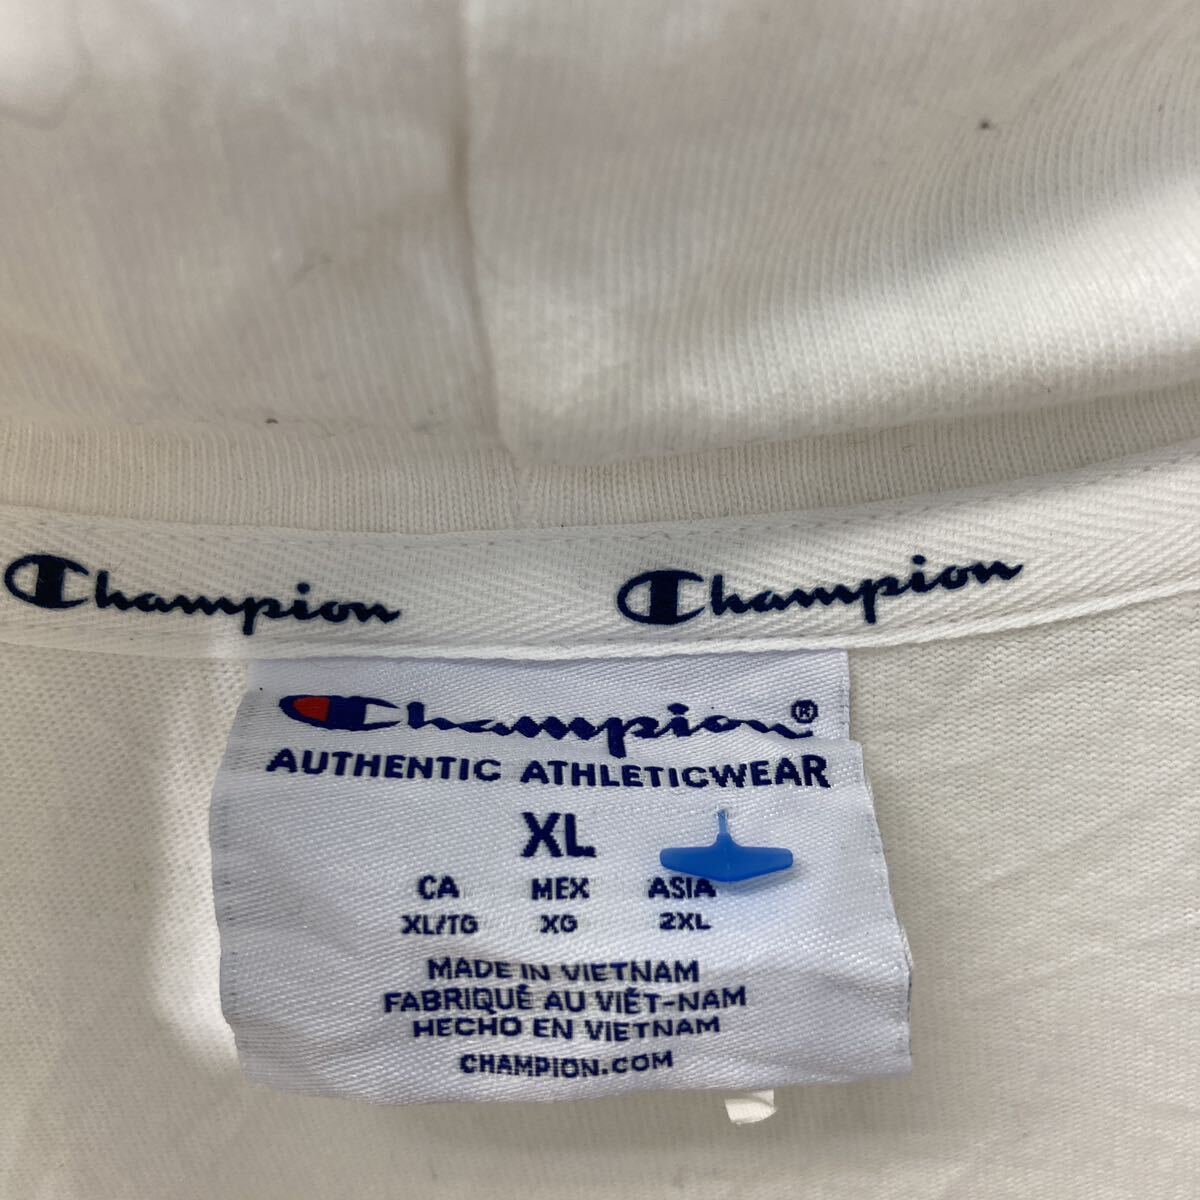 Champion Champion
Champion®
AUTHENTIC ATHLETICWEAR
XL
CA MEX ASIA
XL/TG XG 2XL
MADE IN VIETNAM
FABRIQUÉ AU VIÊT-NAM
HECHO EN VIETNAM
CHAMPION.COM